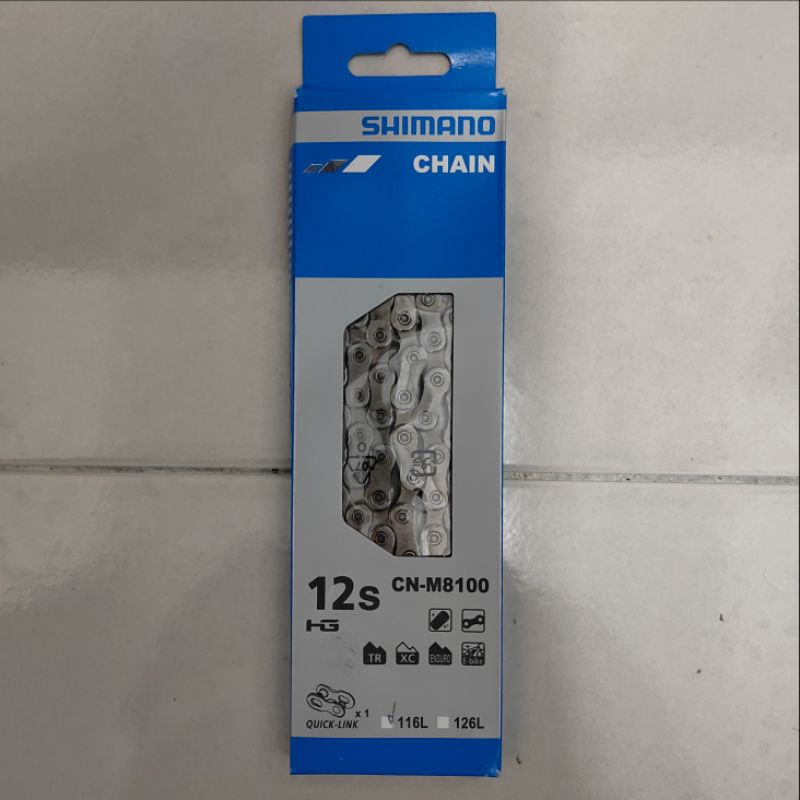 SHIMANO
CHAIN
12s
CN-M8100
HG
TR
XC
ENDURO
E-bike
x 1
QUICK-LINK
116L
126L